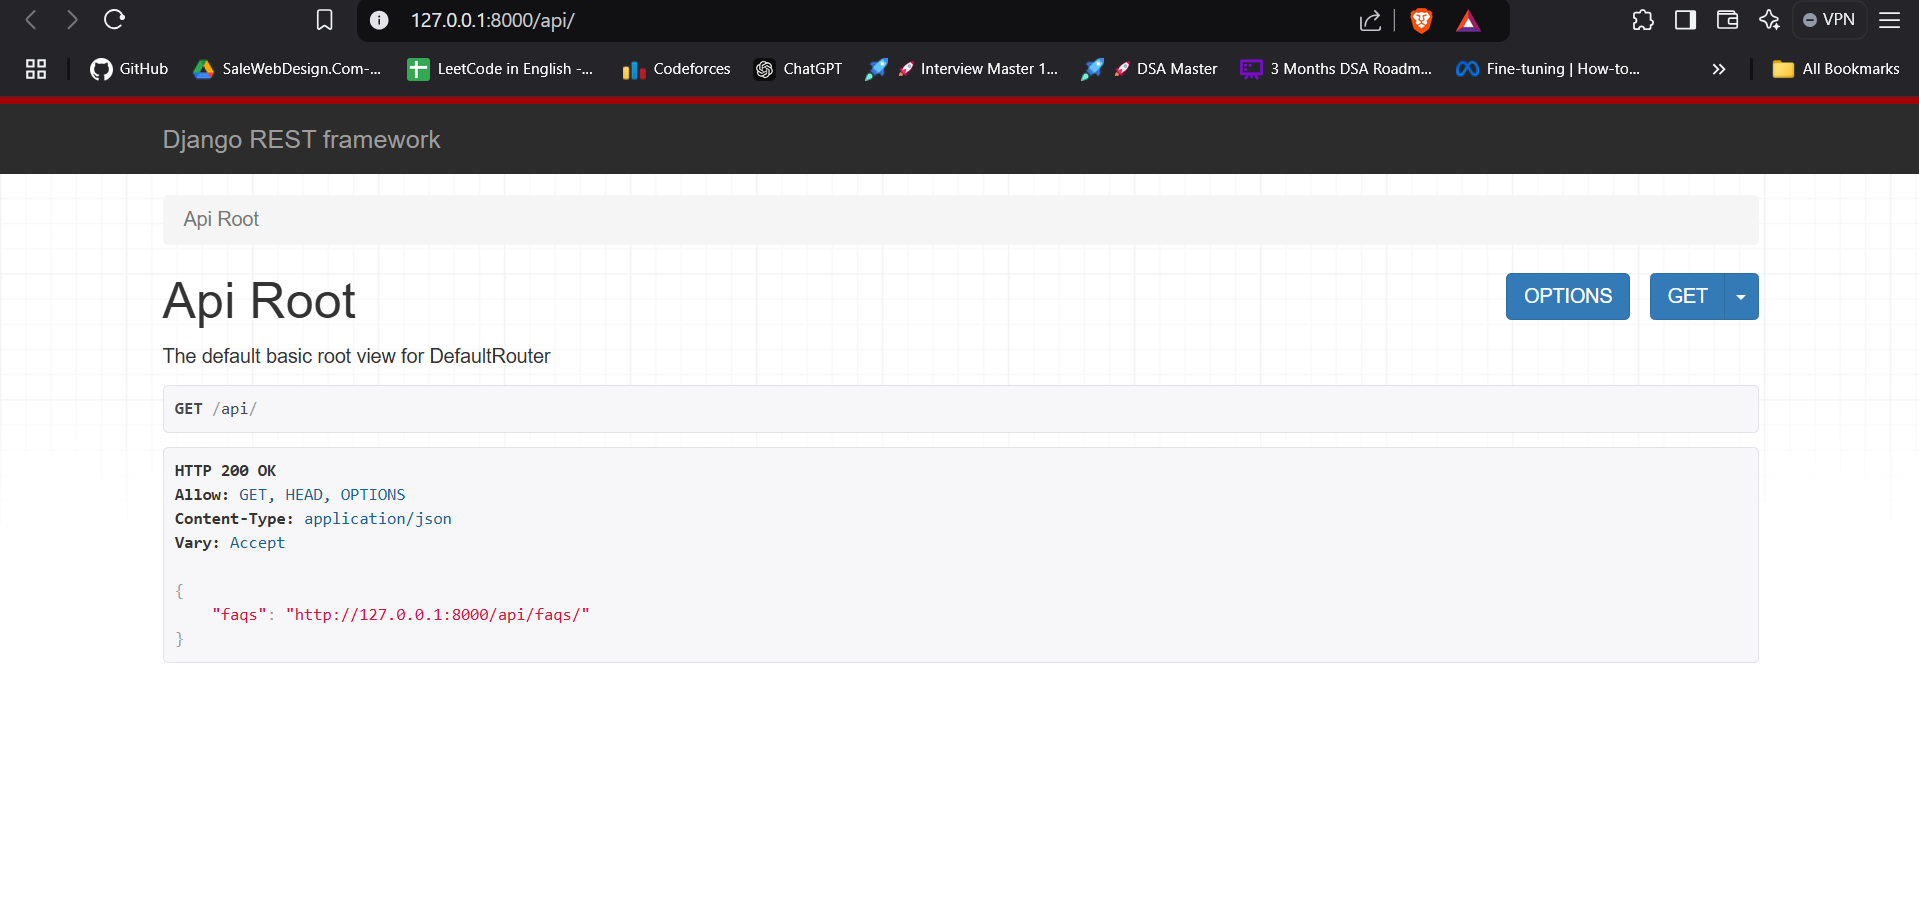 127.0.0.1:8000/api/
VPN
GitHub SaleWebDesign.Com-... LeetCode in English -... Codeforces ChatGPT Interview Master 1... DSA Master 3 Months DSA Roadm... Fine-tuning | How-to... » All Bookmarks
Django REST framework
Api Root
Api Root
OPTIONS GET
The default basic root view for DefaultRouter
GET /api/
HTTP 200 OK
Allow: GET, HEAD, OPTIONS
Content-Type: application/json
Vary: Accept
{
"faqs": "http://127.0.0.1:8000/api/faqs/"
}